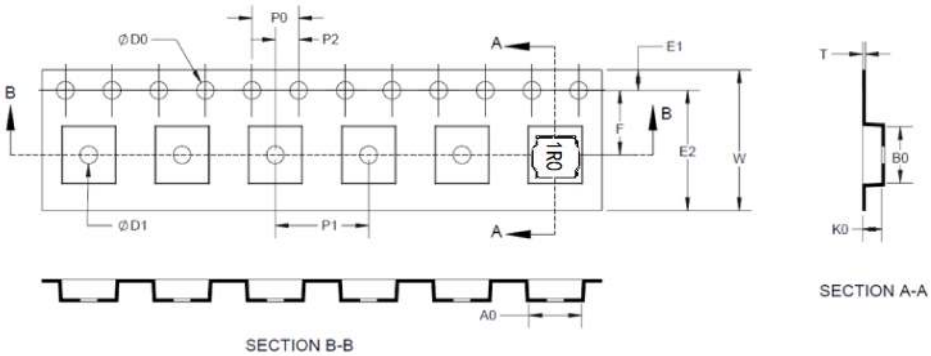 P0
ØD0
P2
A
E1
T
B
B
F
E2
W
B0
1R0
ØD1
P1
A
K0
A0
SECTION A-A
SECTION B-B